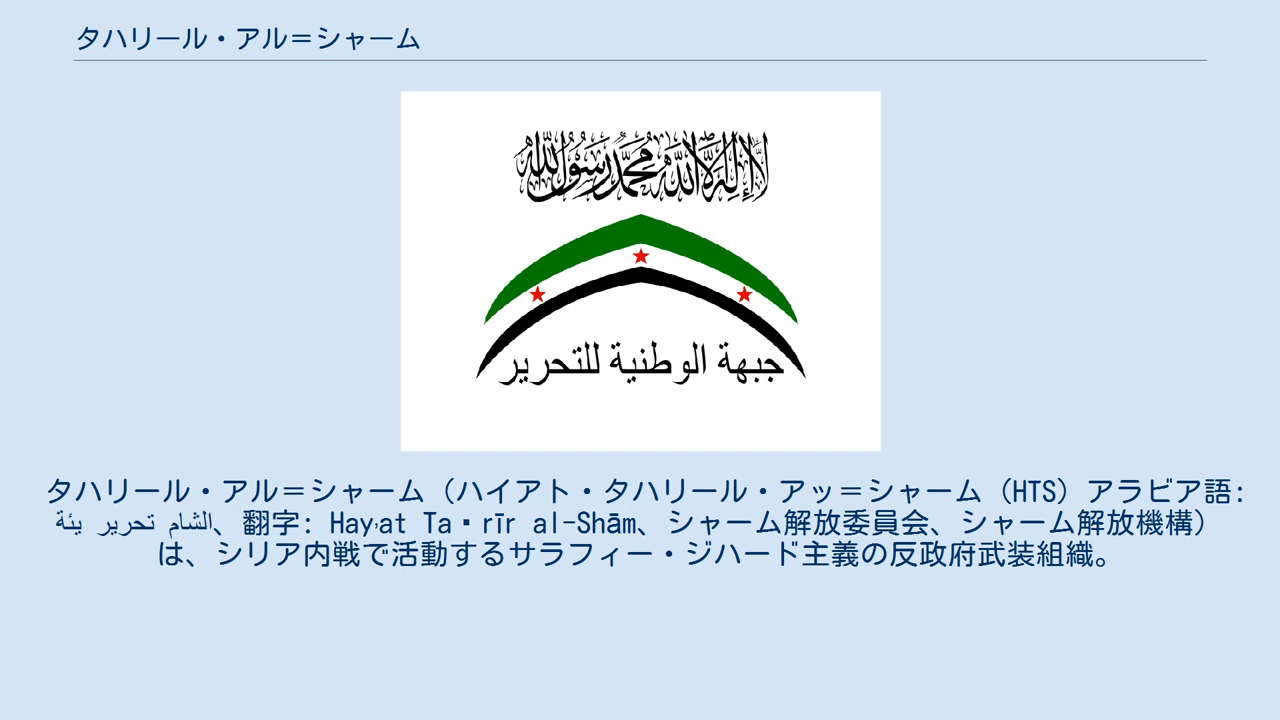 タハリール・アル＝シャーム
لا إله إلا الله محمد رسول الله
جبهة الوطنية للتحرير
タハリール・アル＝シャーム（ハイアト・タハリール・アッ＝シャーム（HTS）アラビア語:
الشام تحرير يئة、翻字: Hayʾat Ta▪rīr al-Shām、シャーム解放委員会、シャーム解放機構）
は、シリア内戦で活動するサラフィー・ジハード主義の反政府武装組織。